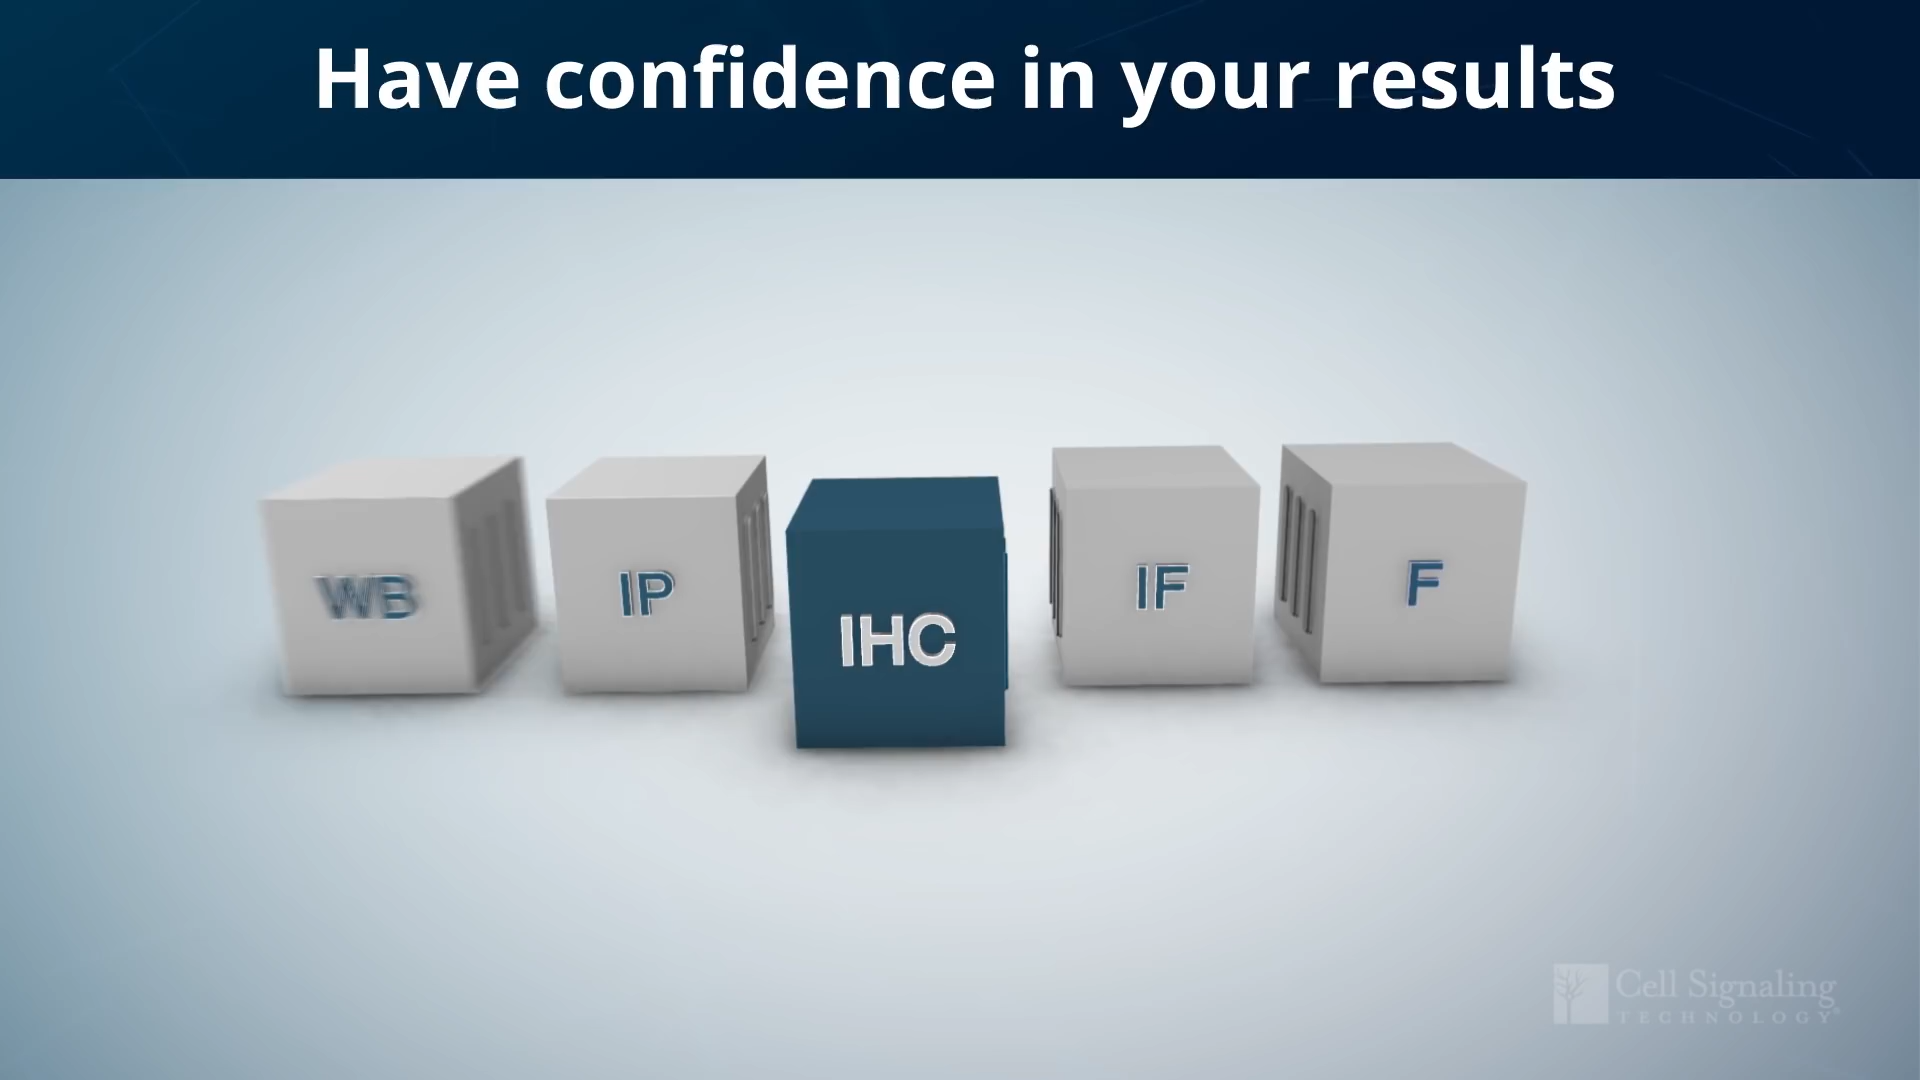 Have confidence in your results
WB
IP
IHC
IF
F
Cell Signaling
TECHNOLOGY®